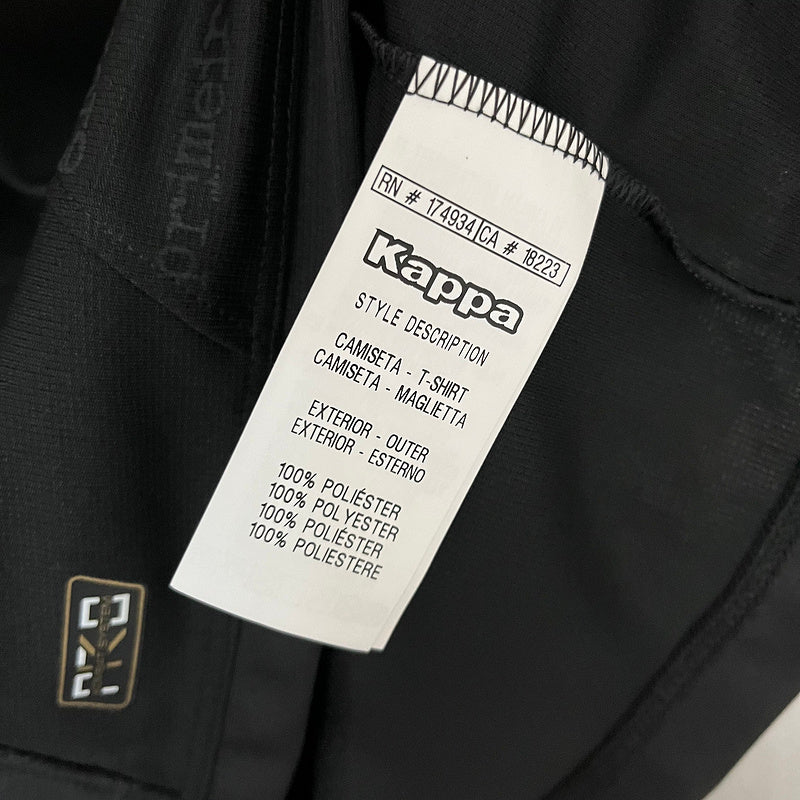 RN # 174934 CA # 18223
Kappa
STYLE DESCRIPTION
CAMISETA - T-SHIRT
CAMISETA - MAGLIETTA
EXTERIOR - OUTER
EXTERIOR - ESTERNO
100% POLIÉSTER
100% POLYESTER
100% POLIÉSTER
100% POLIESTERE